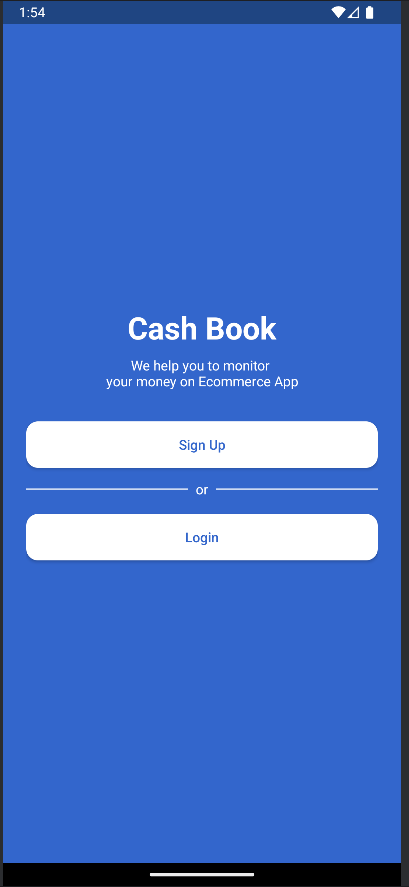 1:54
Cash Book
We help you to monitor
your money on Ecommerce App
Sign Up
or
Login